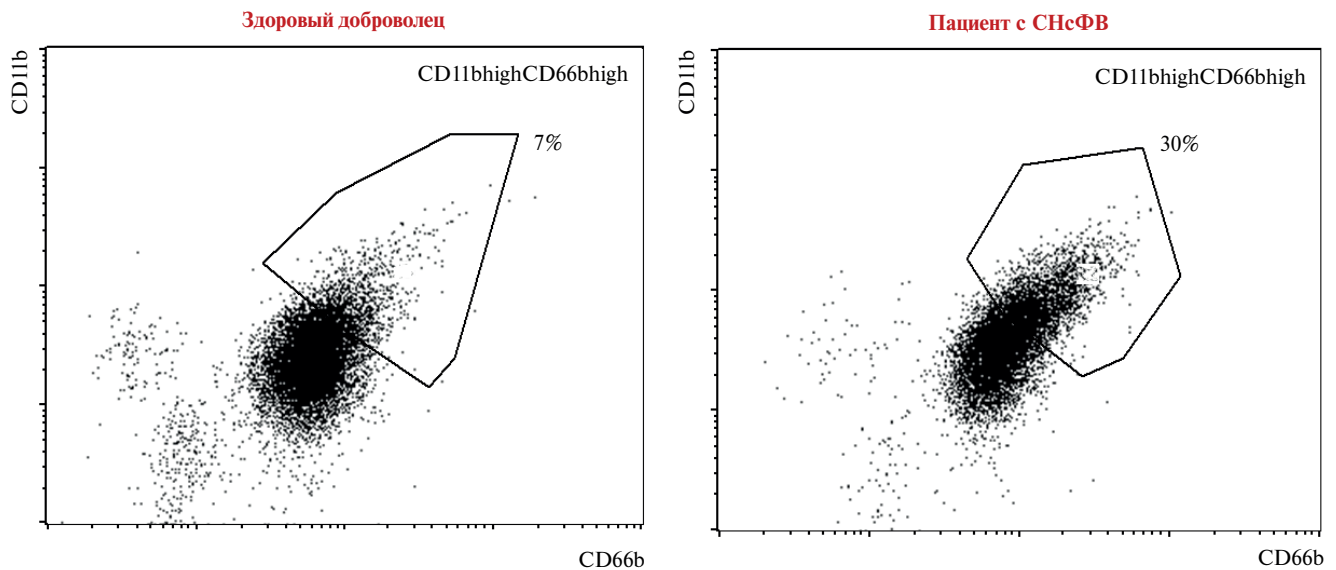 Здоровый доброволец
CD11b
CD11bhighCD66bhigh
7%
CD66b
Пациент с СНсФВ
CD11b
CD11bhighCD66bhigh
30%
CD66b